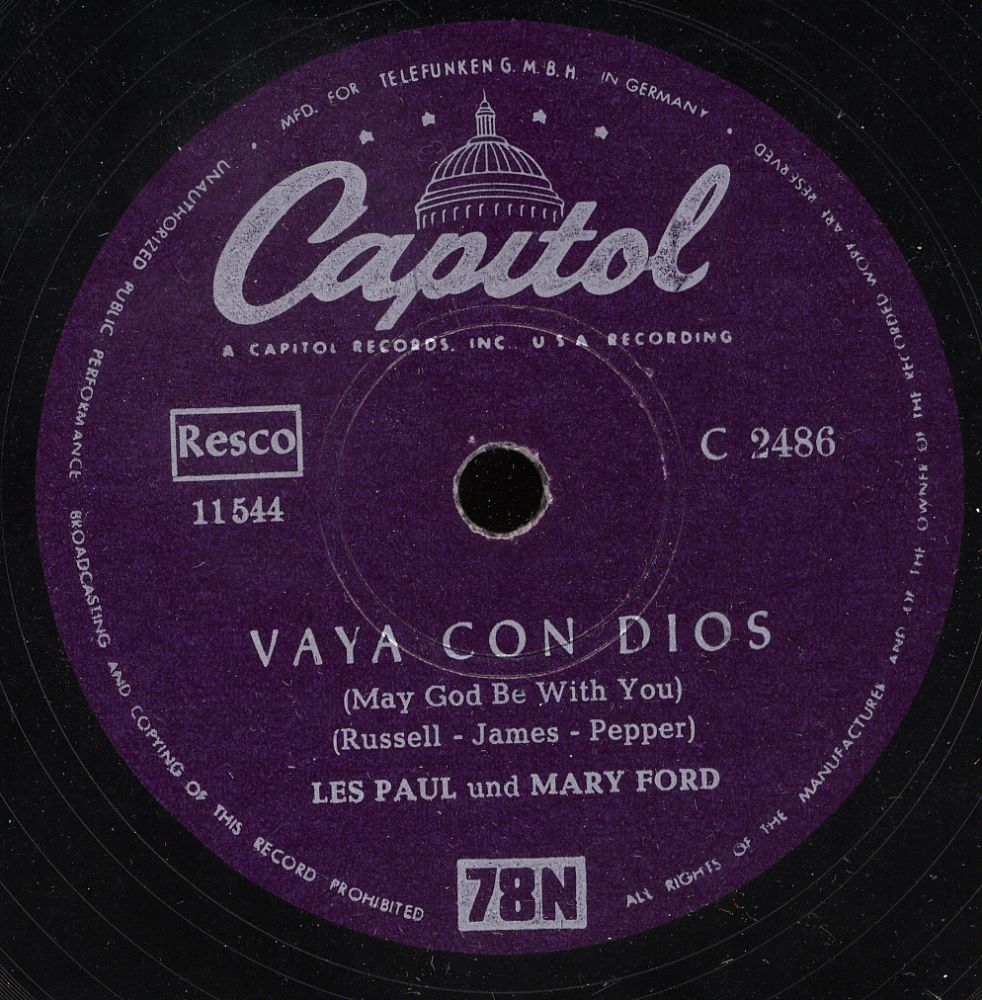 MFD. FOR TELEFUNKEN G.M.B.H. IN GERMANY
Capitol
A CAPITOL RECORDS, INC.. U S A RECORDING
Resco
C 2486
11544
VAYA CON DIOS
(May God Be With You)
(Russell - James - Pepper)
LES PAUL und MARY FORD
78N
UNAUTHORIZED PUBLIC PERFORMANCE BROADCASTING AND COPYING OF THIS RECORD PROHIBITED
ALL RIGHTS OF THE MANUFACTURER AND OF THE OWNER OF THE RECORDED WORK ARE RESERVED